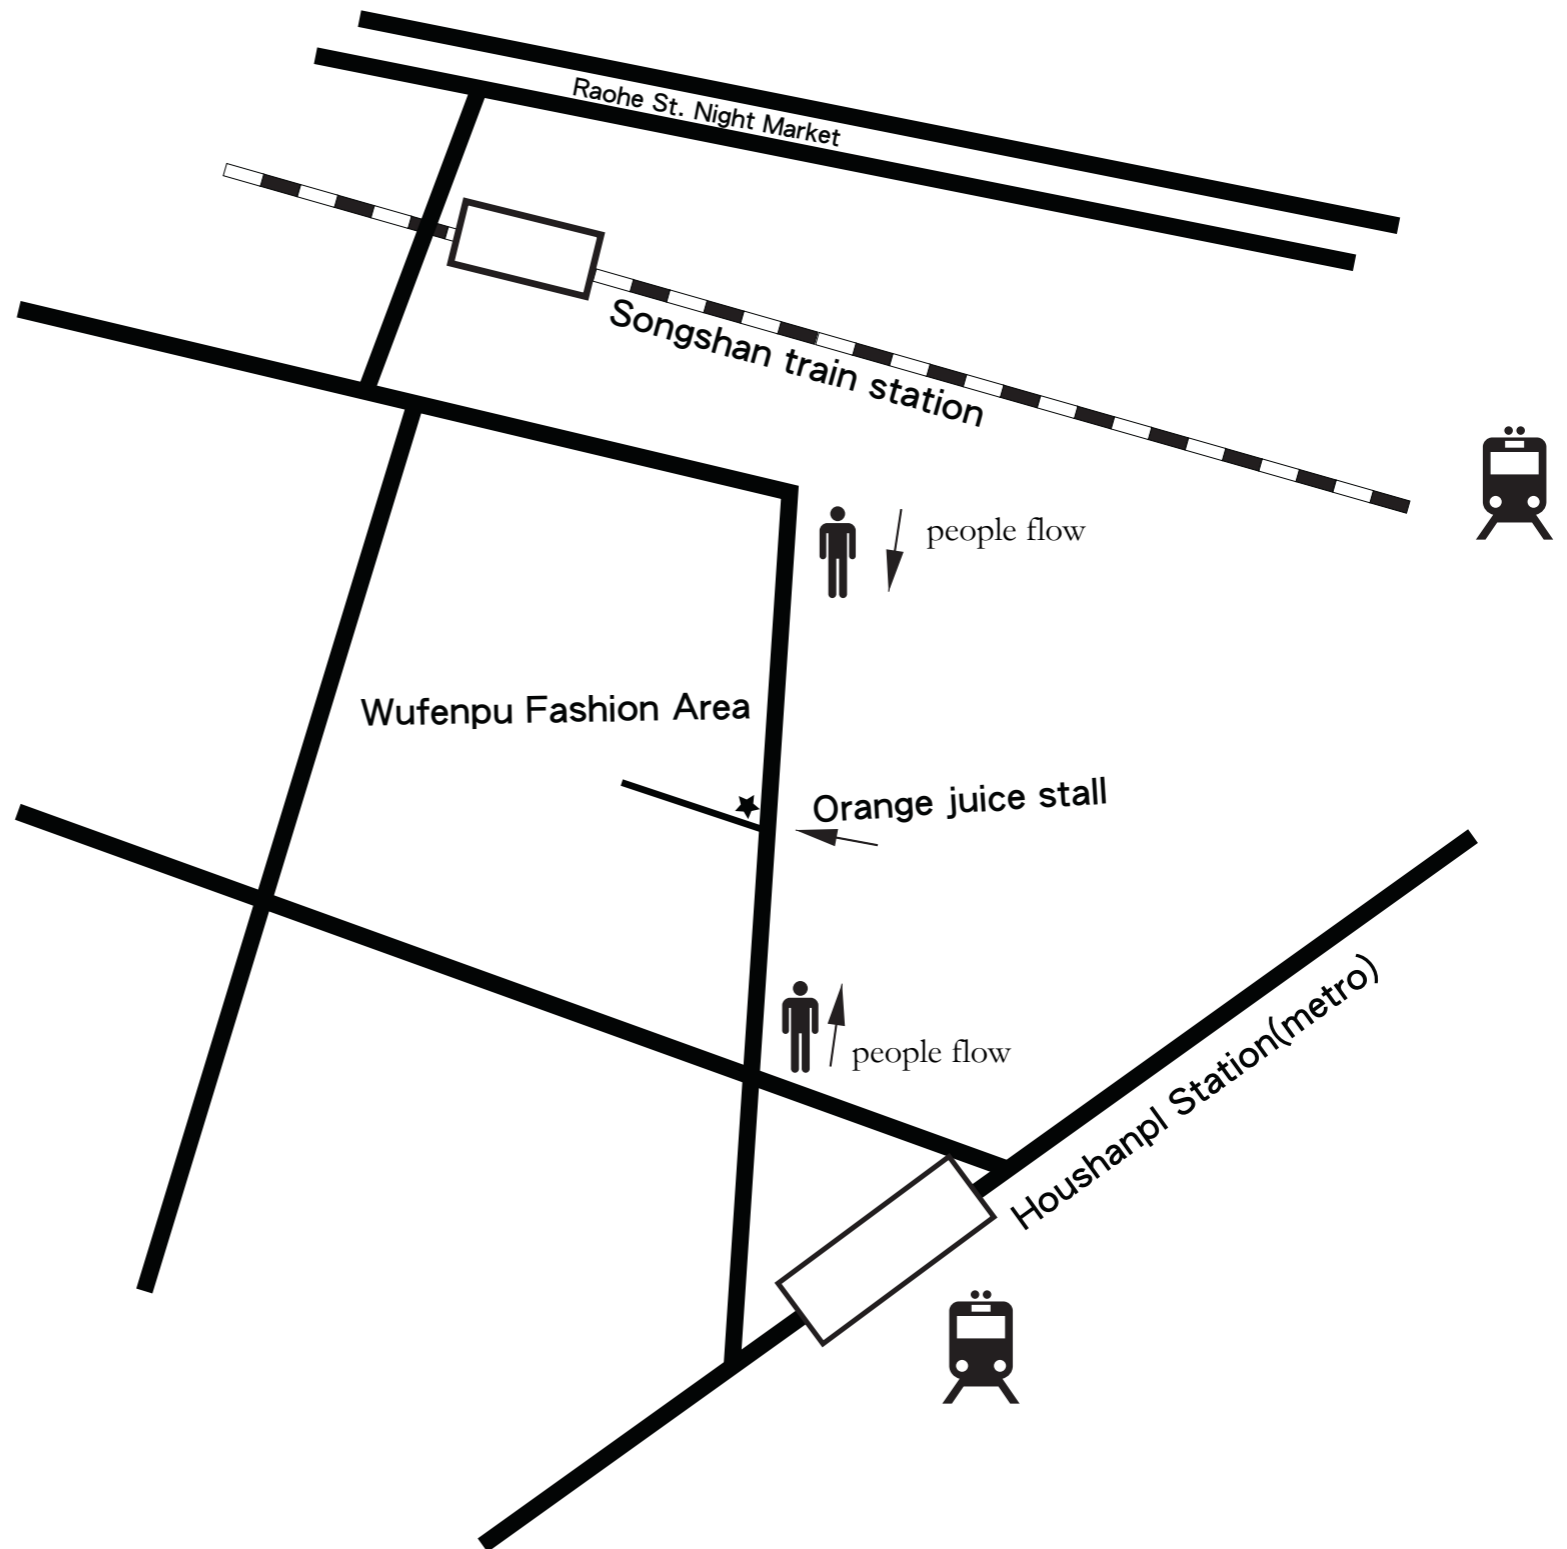 Raohe St. Night Market
Songshan train station
people flow
Wufenpu Fashion Area
Orange juice stall
people flow
Houshanpl Station(metro)